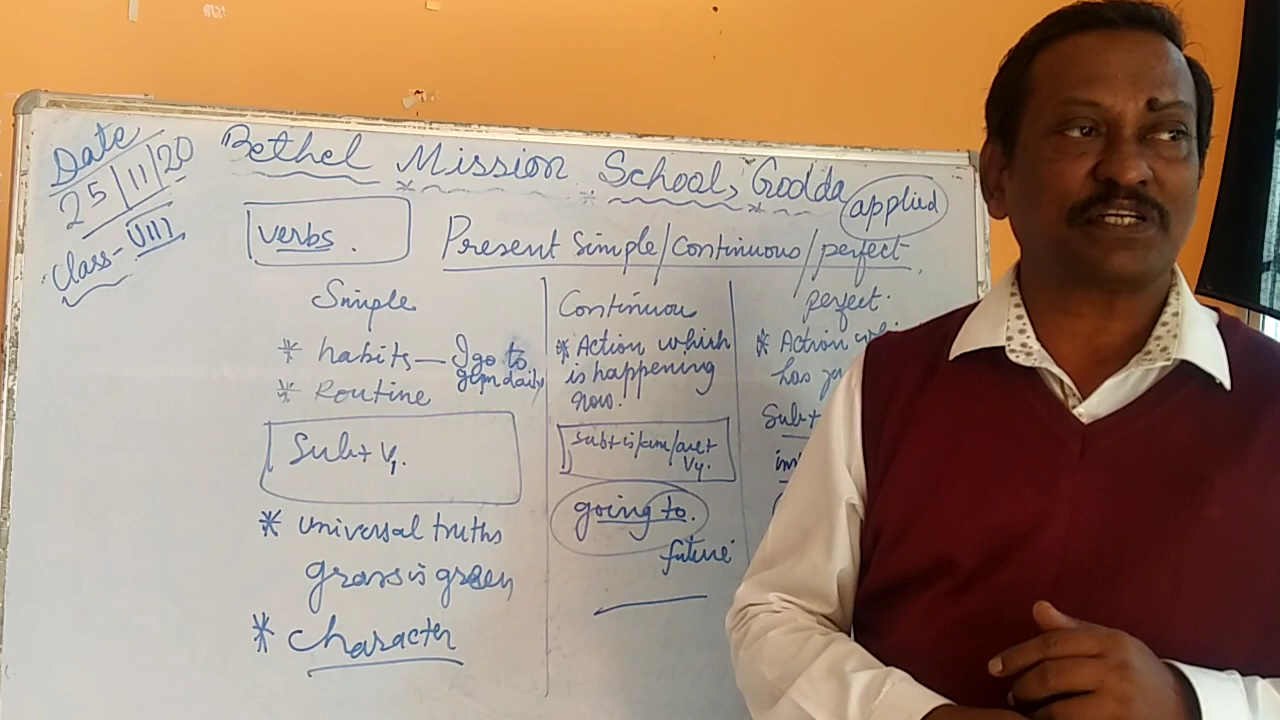 Date
25/11/20
Class - VIII
Bethel Mission School, Godda
applied
verbs.
Present Simple/Continuous/perfect
Simple
* habits — I go to
gym daily
* Routine
Sub + V1.
* universal truths
grass is green
* Character
Continuou
* Action which
is happening
now.
Sub + is/am/are +
V4.
going to.
future
perfect.
* Action
has
Sub +